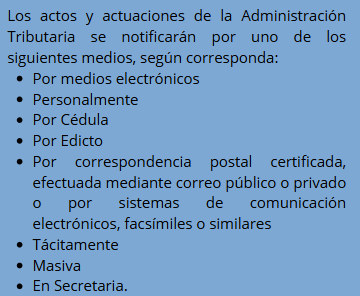 Los actos y actuaciones de la Administración
Tributaria se notificarán por uno de los
siguientes medios, según corresponda:
• Por medios electrónicos
• Personalmente
• Por Cédula
• Por Edicto
• Por correspondencia postal certificada,
efectuada mediante correo público o privado
o por sistemas de comunicación
electrónicos, facsímiles o similares
• Tácitamente
• Masiva
• En Secretaria.